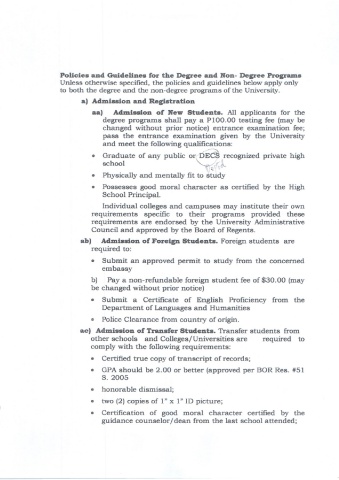 Policies and Guidelines for the Degree and Non- Degree Programs
Unless otherwise specified, the policies and guidelines below apply only
to both the degree and the non-degree programs of the University.
a) Admission and Registration
aa) Admission of New Students. All applicants for the
degree programs shall pay a P100.00 testing fee (may be
changed without prior notice) entrance examination fee;
pass the entrance examination given by the University
and meet the following qualifications:
• Graduate of any public or DECS recognized private high
school
• Physically and mentally fit to study
• Possesses good moral character as certified by the High
School Principal.
Individual colleges and campuses may institute their own
requirements specific to their programs provided these
requirements are endorsed by the University Administrative
Council and approved by the Board of Regents.
ab) Admission of Foreign Students. Foreign students are
required to:
• Submit an approved permit to study from the concerned
embassy
b) Pay a non-refundable foreign student fee of $30.00 (may
be changed without prior notice)
• Submit a Certificate of English Proficiency from the
Department of Languages and Humanities
• Police Clearance from country of origin.
ac) Admission of Transfer Students. Transfer students from
other schools and Colleges/Universities are required to
comply with the following requirements:
• Certified true copy of transcript of records;
• GPA should be 2.00 or better (approved per BOR Res. #51
S. 2005
• honorable dismissal;
• two (2) copies of 1" x 1" ID picture;
• Certification of good moral character certified by the
guidance counselor/dean from the last school attended;